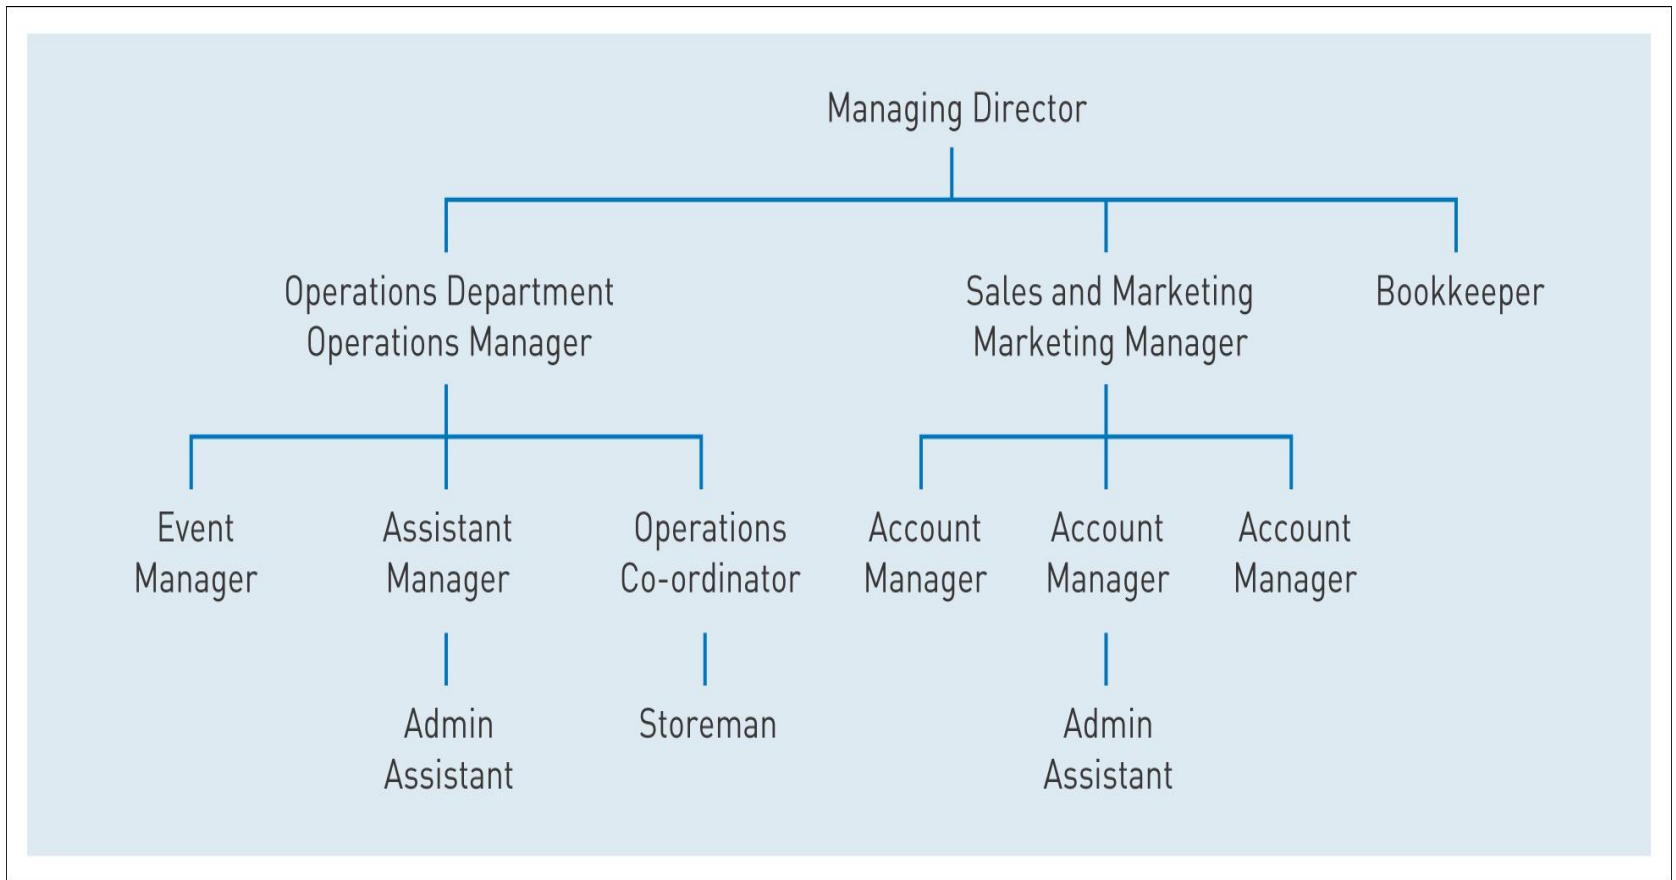 Managing Director
Operations Department
Operations Manager
Sales and Marketing
Marketing Manager
Bookkeeper
Event
Manager
Assistant
Manager
Operations
Co-ordinator
Account
Manager
Account
Manager
Account
Manager
Admin
Assistant
Storeman
Admin
Assistant